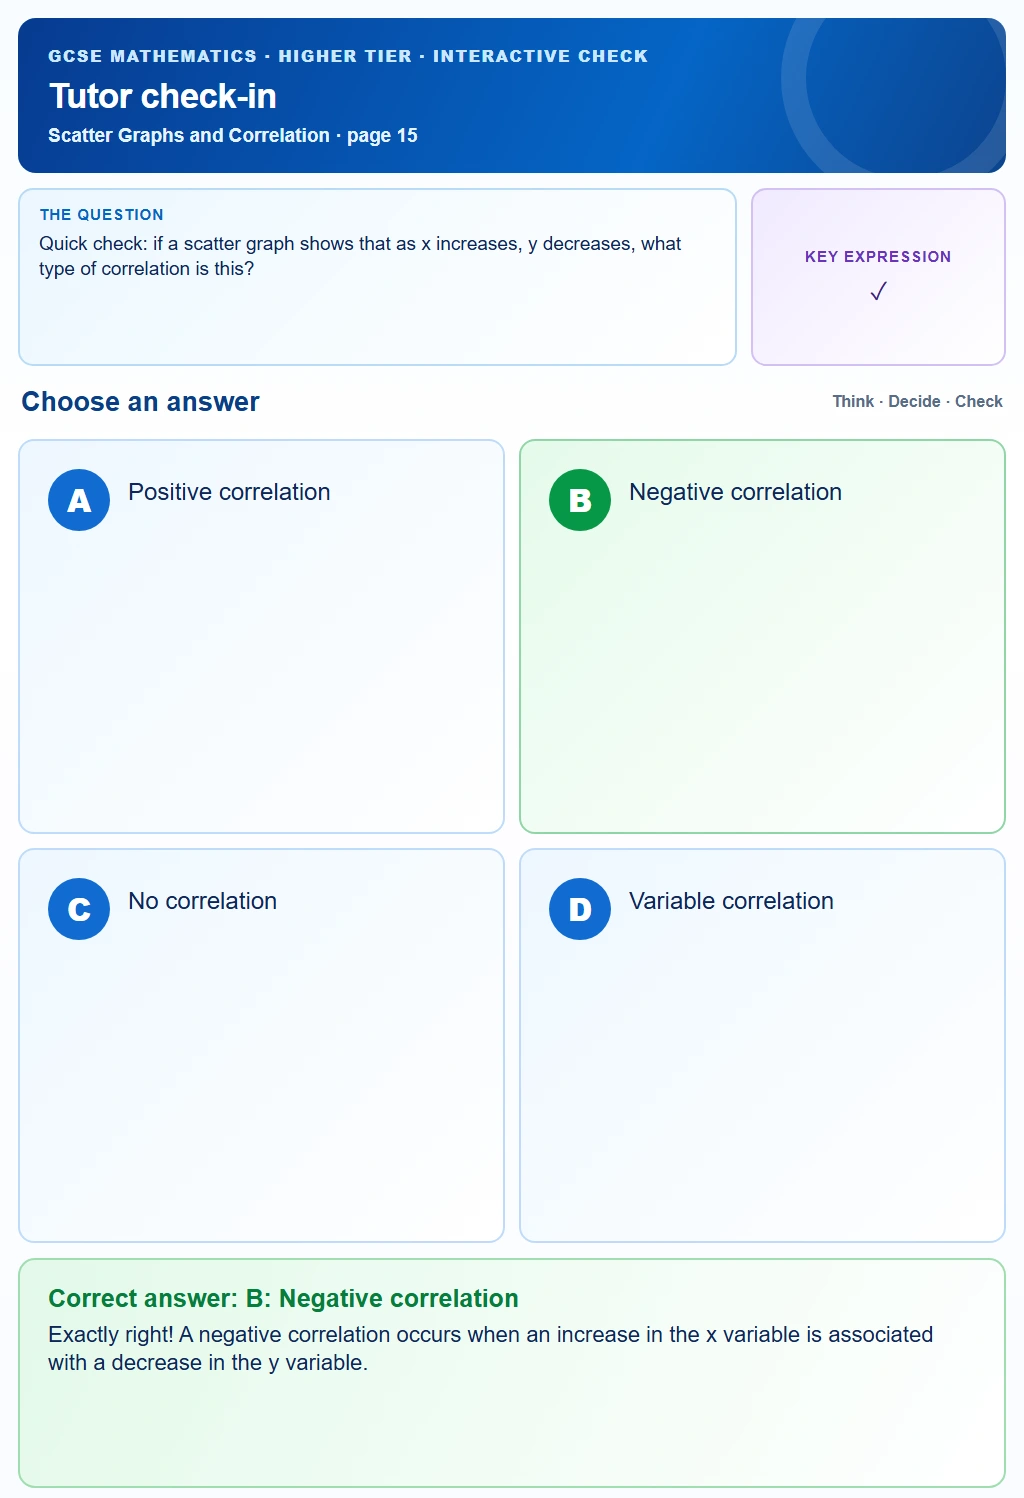 GCSE MATHEMATICS · HIGHER TIER · INTERACTIVE CHECK
Tutor check-in
Scatter Graphs and Correlation · page 15
THE QUESTION
Quick check: if a scatter graph shows that as x increases, y decreases, what
type of correlation is this?
KEY EXPRESSION
✓
Choose an answer
Think · Decide · Check
A
Positive correlation
B
Negative correlation
C
No correlation
D
Variable correlation
Correct answer: B: Negative correlation
Exactly right! A negative correlation occurs when an increase in the x variable is associated
with a decrease in the y variable.